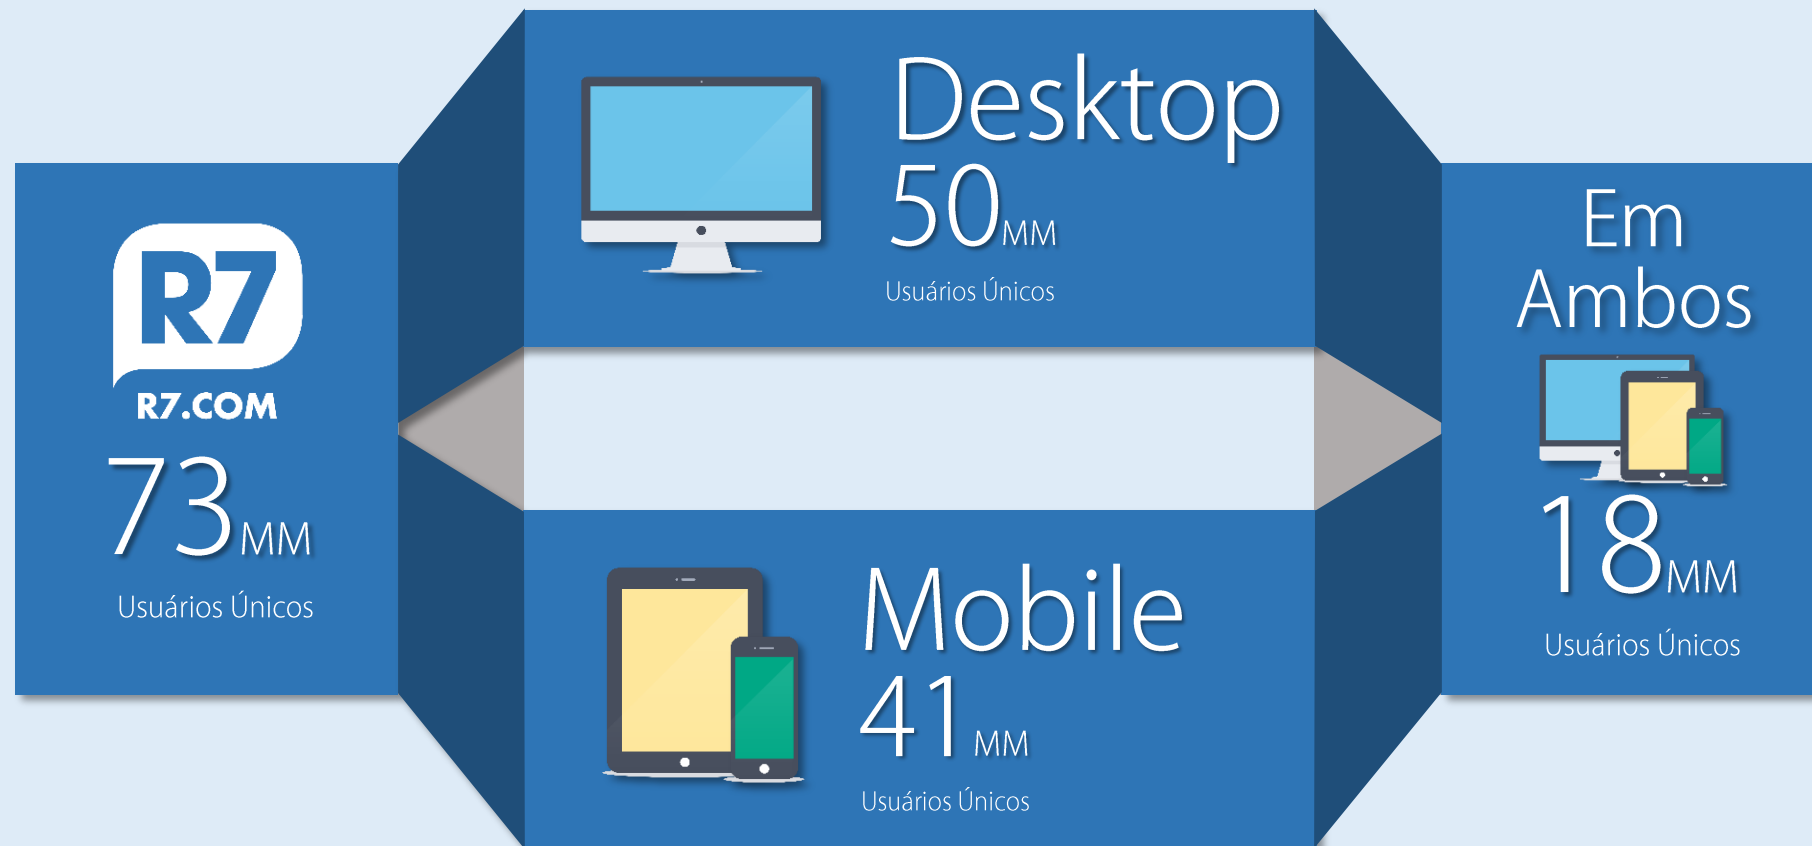 R7
R7.COM
73MM
Usuários Únicos
Desktop
50MM
Usuários Únicos
Mobile
41MM
Usuários Únicos
Em
Ambos
18MM
Usuários Únicos